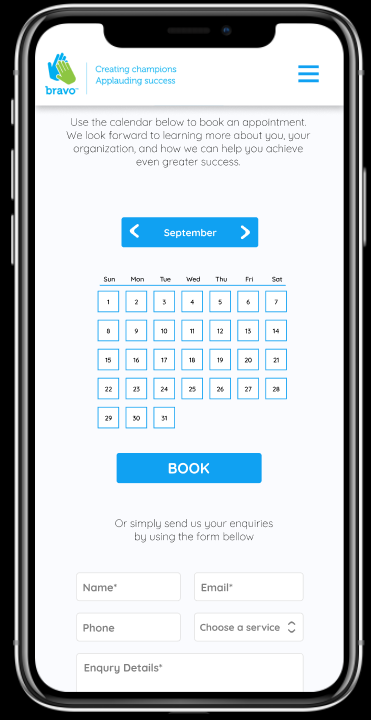 bravo™
Creating champions
Applauding success
Use the calendar below to book an appointment.
We look forward to learning more about you, your
organization, and how we can help you achieve
even greater success.
September
Sun Mon Tue Wed Thu Fri Sat
1 2 3 4 5 6 7
8 9 10 11 12 13 14
15 16 17 18 19 20 21
22 23 24 25 26 27 28
29 30 31
BOOK
Or simply send us your enquiries
by using the form bellow
Name* Email*
Phone Choose a service
Enqury Details*